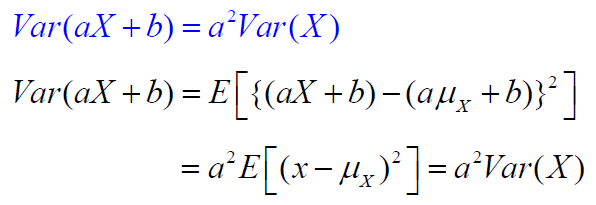 Var(aX + b) = a²Var(X)
Var(aX + b) = E[{(aX + b) − (aμ_X + b)}²]
= a²E[(x − μ_X)²] = a²Var(X)